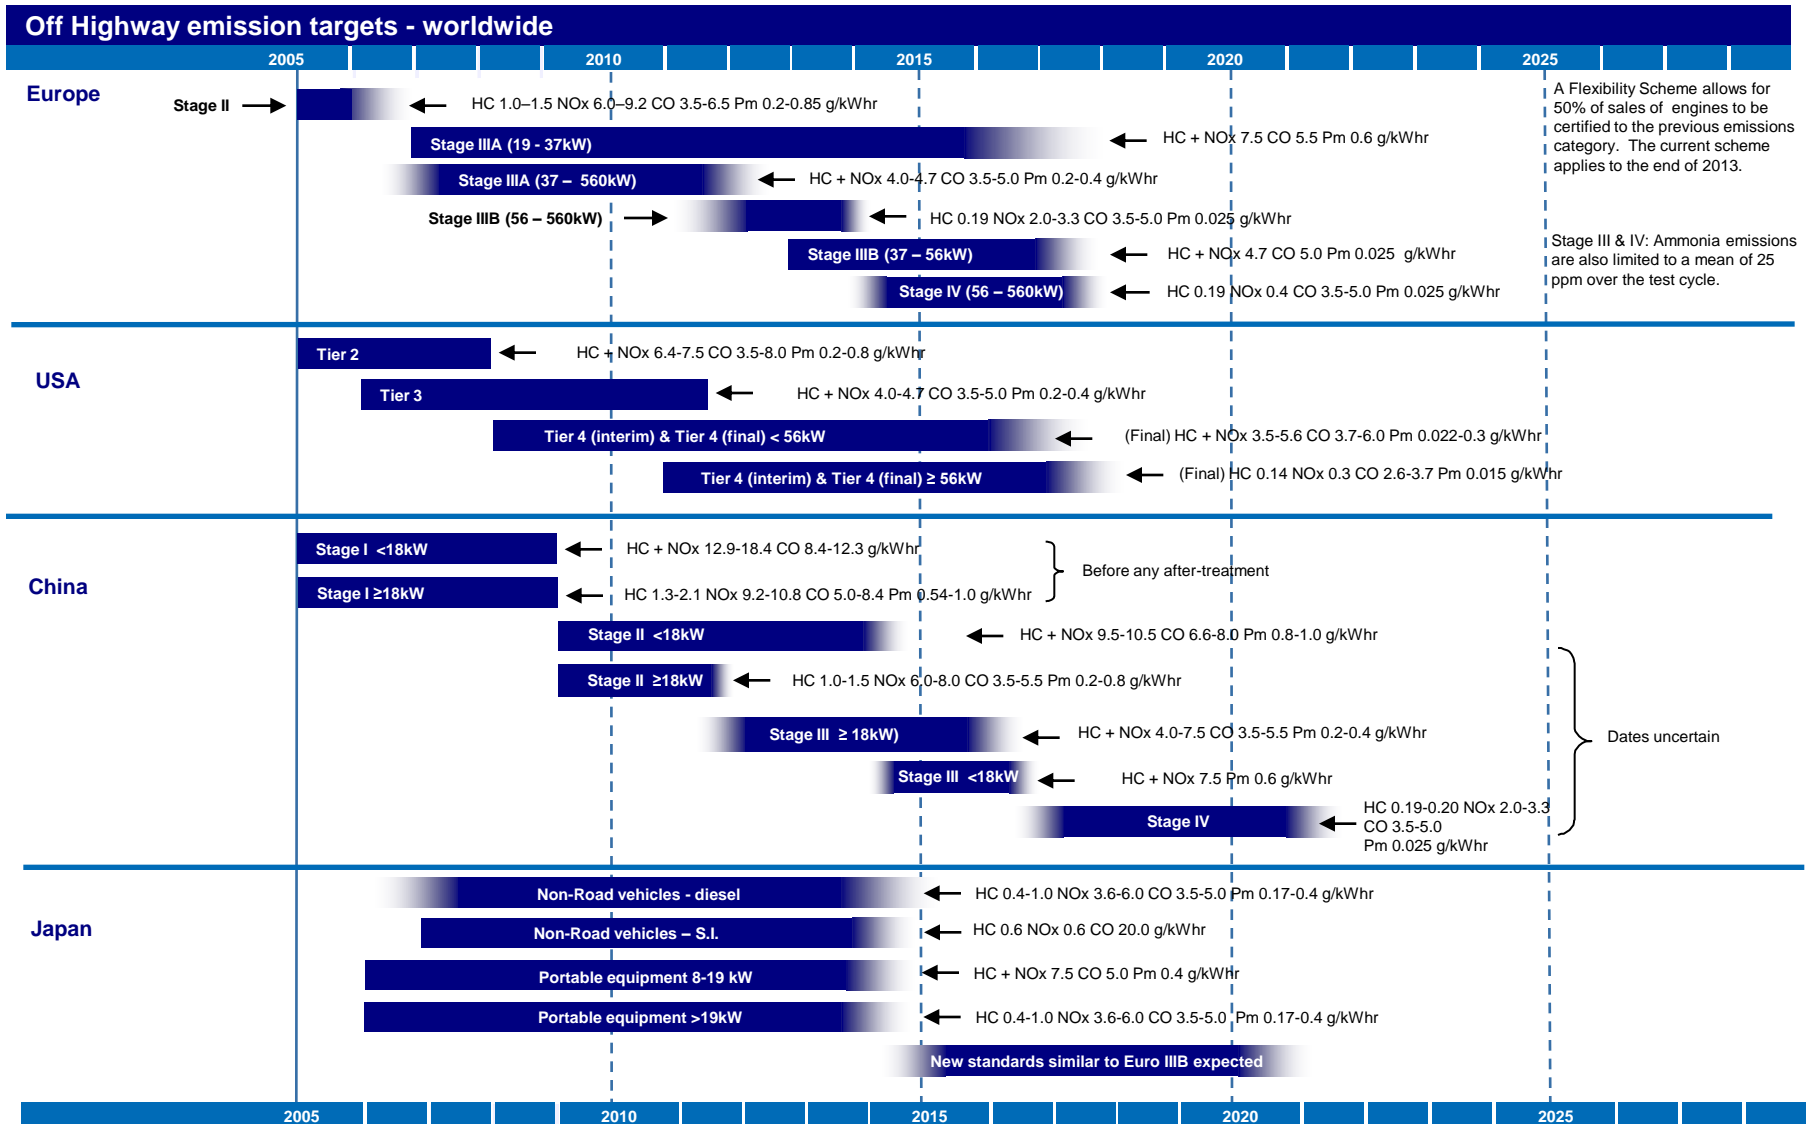 Off Highway emission targets - worldwide
2005 2010 2015 2020 2025
Europe
Stage II
HC 1.0–1.5 NOx 6.0–9.2 CO 3.5-6.5 Pm 0.2-0.85 g/kWhr
A Flexibility Scheme allows for
50% of sales of engines to be
certified to the previous emissions
category. The current scheme
applies to the end of 2013.
Stage IIIA (19 - 37kW)
HC + NOx 7.5 CO 5.5 Pm 0.6 g/kWhr
Stage IIIA (37 – 560kW)
HC + NOx 4.0-4.7 CO 3.5-5.0 Pm 0.2-0.4 g/kWhr
Stage IIIB (56 – 560kW)
HC 0.19 NOx 2.0-3.3 CO 3.5-5.0 Pm 0.025 g/kWhr
Stage IIIB (37 – 56kW)
HC + NOx 4.7 CO 5.0 Pm 0.025 g/kWhr
Stage III & IV: Ammonia emissions
are also limited to a mean of 25
ppm over the test cycle.
Stage IV (56 – 560kW)
HC 0.19 NOx 0.4 CO 3.5-5.0 Pm 0.025 g/kWhr
USA
Tier 2
HC + NOx 6.4-7.5 CO 3.5-8.0 Pm 0.2-0.8 g/kWhr
Tier 3
HC + NOx 4.0-4.7 CO 3.5-5.0 Pm 0.2-0.4 g/kWhr
Tier 4 (interim) & Tier 4 (final) < 56kW
(Final) HC + NOx 3.5-5.6 CO 3.7-6.0 Pm 0.022-0.3 g/kWhr
Tier 4 (interim) & Tier 4 (final) ≥ 56kW
(Final) HC 0.14 NOx 0.3 CO 2.6-3.7 Pm 0.015 g/kWhr
China
Stage I <18kW
HC + NOx 12.9-18.4 CO 8.4-12.3 g/kWhr
Before any after-treatment
Stage I ≥18kW
HC 1.3-2.1 NOx 9.2-10.8 CO 5.0-8.4 Pm 0.54-1.0 g/kWhr
Stage II <18kW
HC + NOx 9.5-10.5 CO 6.6-8.0 Pm 0.8-1.0 g/kWhr
Stage II ≥18kW
HC 1.0-1.5 NOx 6.0-8.0 CO 3.5-5.5 Pm 0.2-0.8 g/kWhr
Stage III ≥ 18kW)
HC + NOx 4.0-7.5 CO 3.5-5.5 Pm 0.2-0.4 g/kWhr
Dates uncertain
Stage III <18kW
HC + NOx 7.5 Pm 0.6 g/kWhr
Stage IV
HC 0.19-0.20 NOx 2.0-3.3
CO 3.5-5.0
Pm 0.025 g/kWhr
Japan
Non-Road vehicles - diesel
HC 0.4-1.0 NOx 3.6-6.0 CO 3.5-5.0 Pm 0.17-0.4 g/kWhr
Non-Road vehicles – S.I.
HC 0.6 NOx 0.6 CO 20.0 g/kWhr
Portable equipment 8-19 kW
HC + NOx 7.5 CO 5.0 Pm 0.4 g/kWhr
Portable equipment >19kW
HC 0.4-1.0 NOx 3.6-6.0 CO 3.5-5.0 Pm 0.17-0.4 g/kWhr
New standards similar to Euro IIIB expected
2005 2010 2015 2020 2025